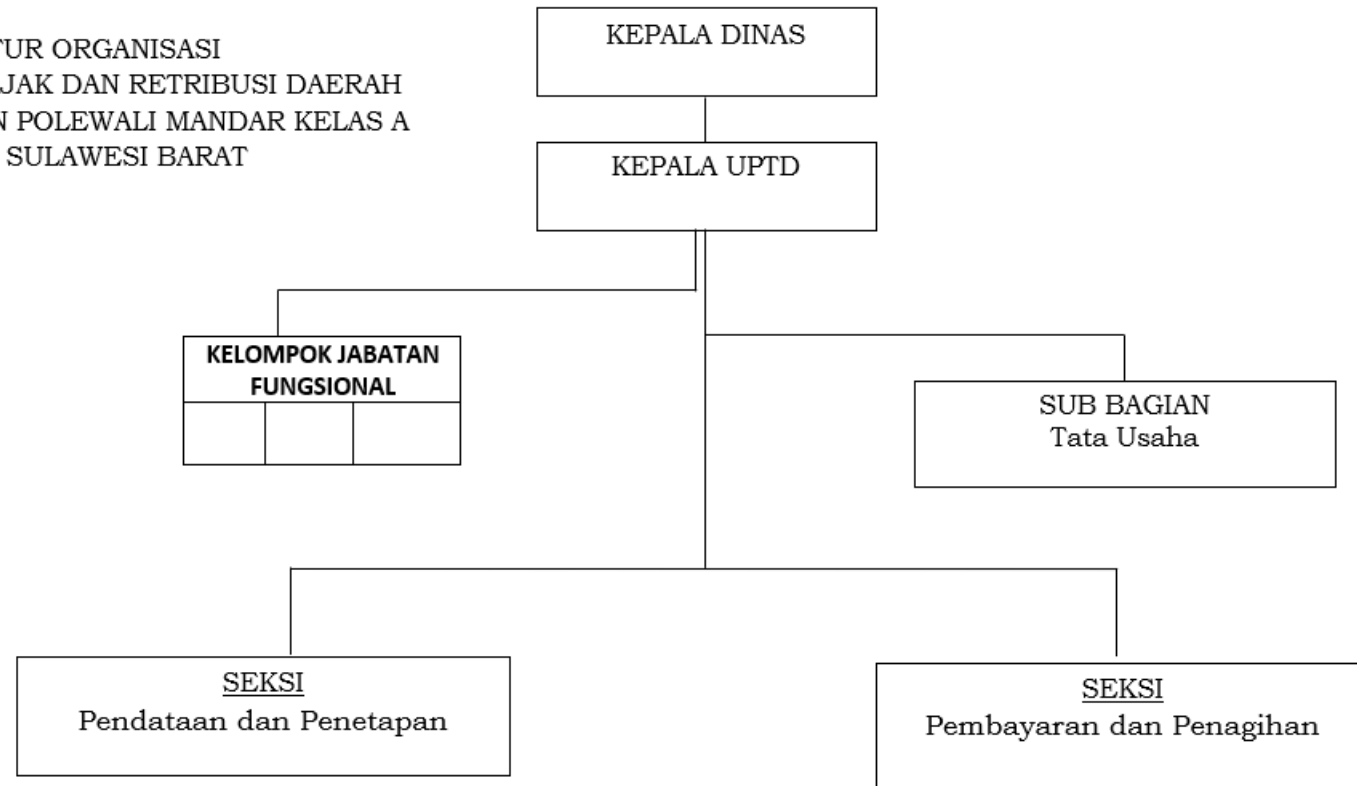 TUR ORGANISASI
JAK DAN RETRIBUSI DAERAH
N POLEWALI MANDAR KELAS A
SULAWESI BARAT
KEPALA DINAS
KEPALA UPTD
KELOMPOK JABATAN
FUNGSIONAL
SUB BAGIAN
Tata Usaha
SEKSI
Pendataan dan Penetapan
SEKSI
Pembayaran dan Penagihan